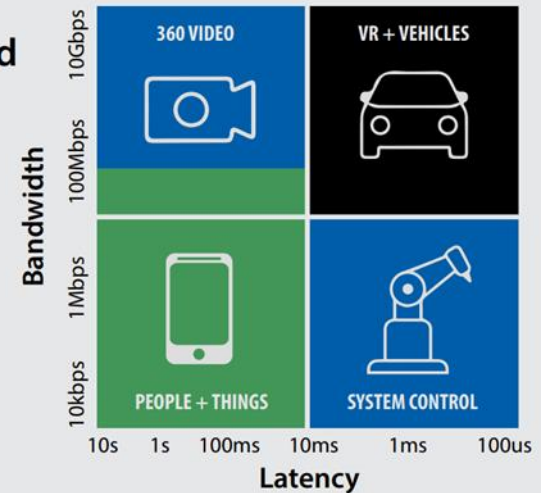 d
360 VIDEO
VR + VEHICLES
PEOPLE + THINGS
SYSTEM CONTROL
Bandwidth
10Gbps
100Mbps
1Mbps
10kbps
10s 1s 100ms 10ms 1ms 100us
Latency